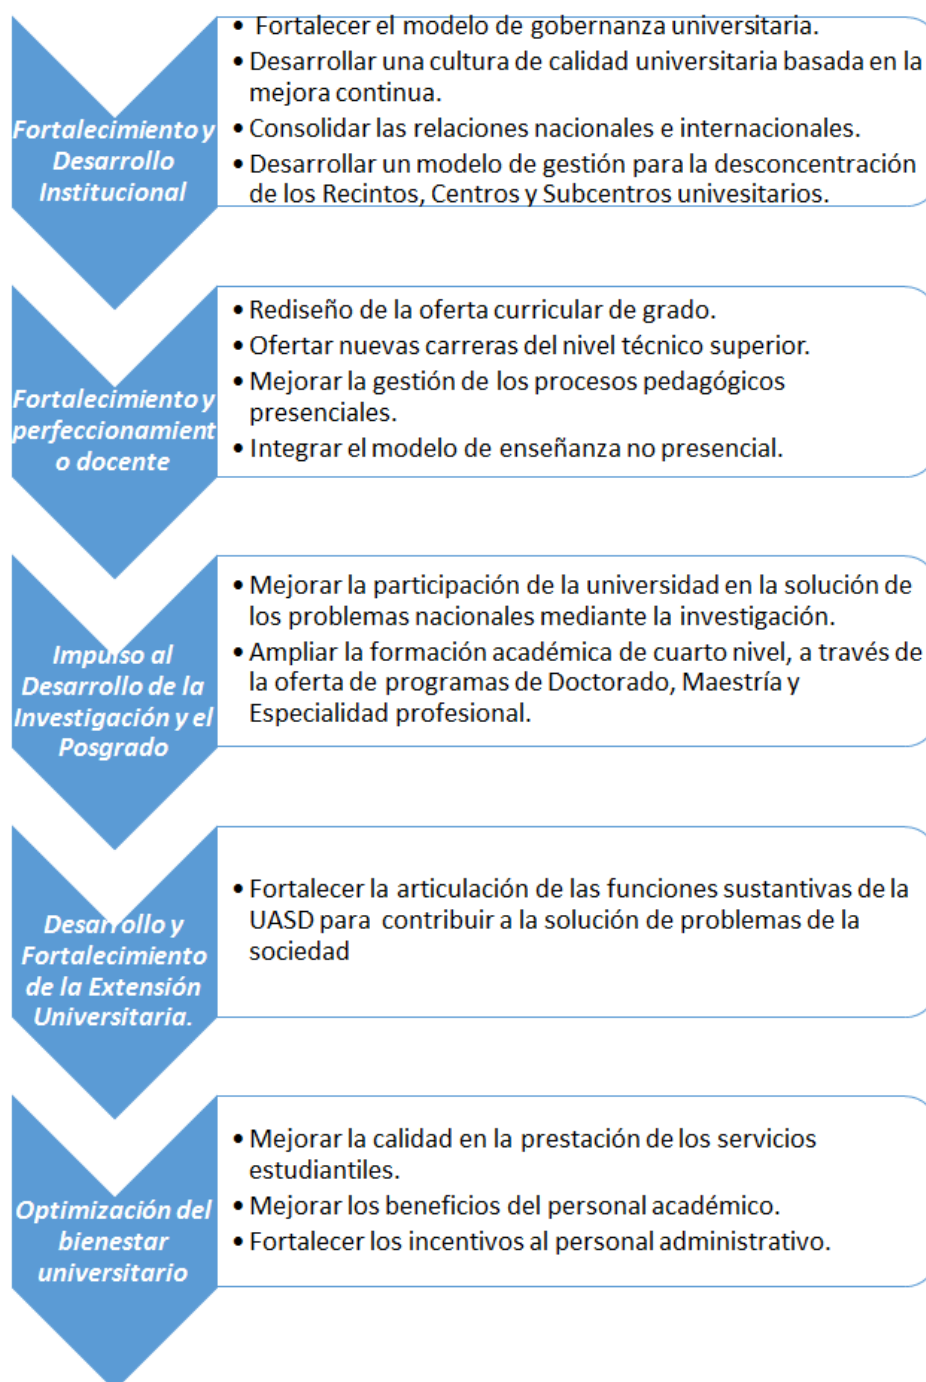 Fortalecimiento y
Desarrollo
Institucional
• Fortalecer el modelo de gobernanza universitaria.
• Desarrollar una cultura de calidad universitaria basada en la
mejora continua.
• Consolidar las relaciones nacionales e internacionales.
• Desarrollar un modelo de gestión para la desconcentración
de los Recintos, Centros y Subcentros univesitarios.
Fortalecimiento y
perfeccionamient
o docente
• Rediseño de la oferta curricular de grado.
• Ofertar nuevas carreras del nivel técnico superior.
• Mejorar la gestión de los procesos pedagógicos
presenciales.
• Integrar el modelo de enseñanza no presencial.
Impulso al
Desarrollo de la
Investigación y el
Posgrado
• Mejorar la participación de la universidad en la solución de
los problemas nacionales mediante la investigación.
• Ampliar la formación académica de cuarto nivel, a través de
la oferta de programas de Doctorado, Maestría y
Especialidad profesional.
Desarrollo y
Fortalecimiento
de la Extensión
Universitaria.
• Fortalecer la articulación de las funciones sustantivas de la
UASD para contribuir a la solución de problemas de la
sociedad
Optimización del
bienestar
universitario
• Mejorar la calidad en la prestación de los servicios
estudiantiles.
• Mejorar los beneficios del personal académico.
• Fortalecer los incentivos al personal administrativo.